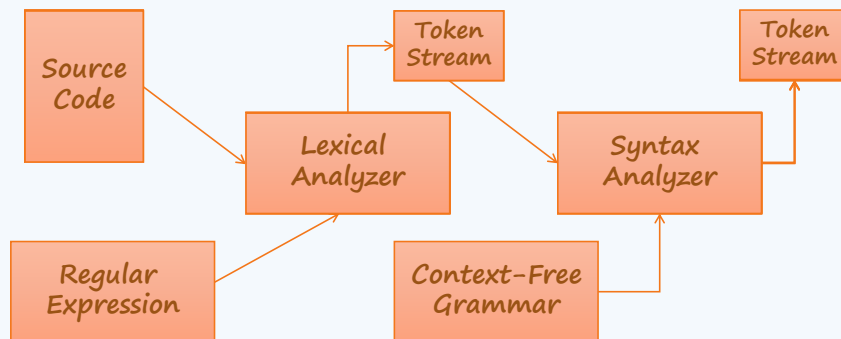 Source
Code
Token
Stream
Token
Stream
Lexical
Analyzer
Syntax
Analyzer
Regular
Expression
Context-Free
Grammar